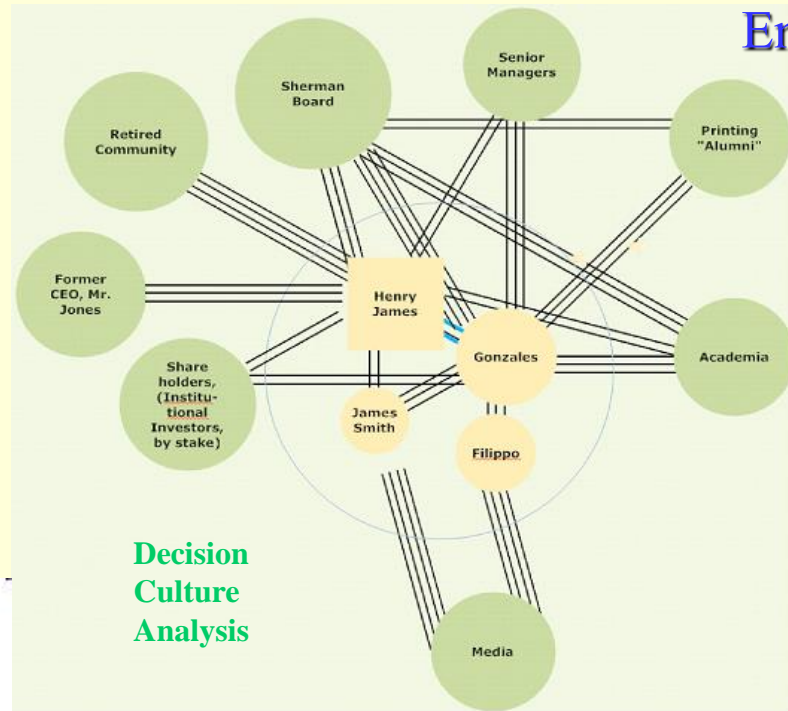 En
Senior
Managers
Sherman
Board
Printing
"Alumni"
Retired
Community
Former
CEO, Mr.
Jones
Henry
James
Gonzales
Academia
Share
holders,
(Institu-
tional
Investors,
by stake)
James
Smith
Filippo
Decision
Culture
Analysis
Media